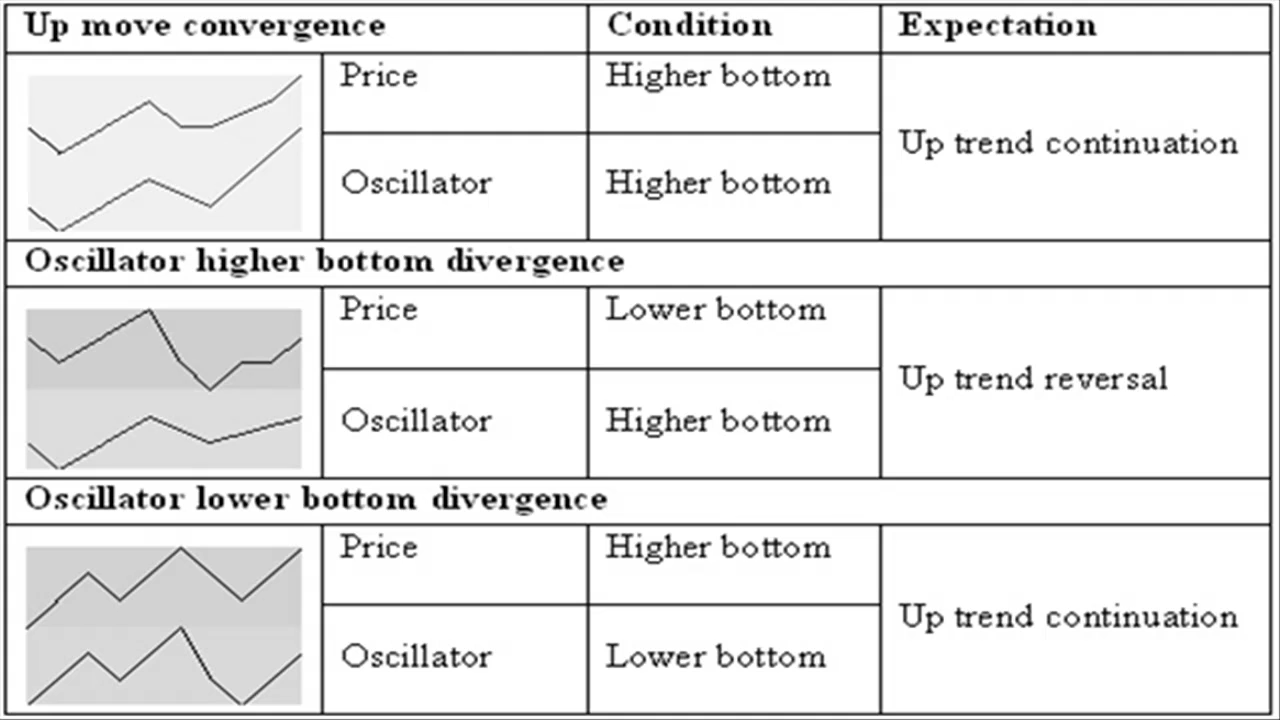 Up move convergence Condition Expectation
Price Higher bottom
Up trend continuation
Oscillator Higher bottom
Oscillator higher bottom divergence
Price Lower bottom
Up trend reversal
Oscillator Higher bottom
Oscillator lower bottom divergence
Price Higher bottom
Up trend continuation
Oscillator Lower bottom